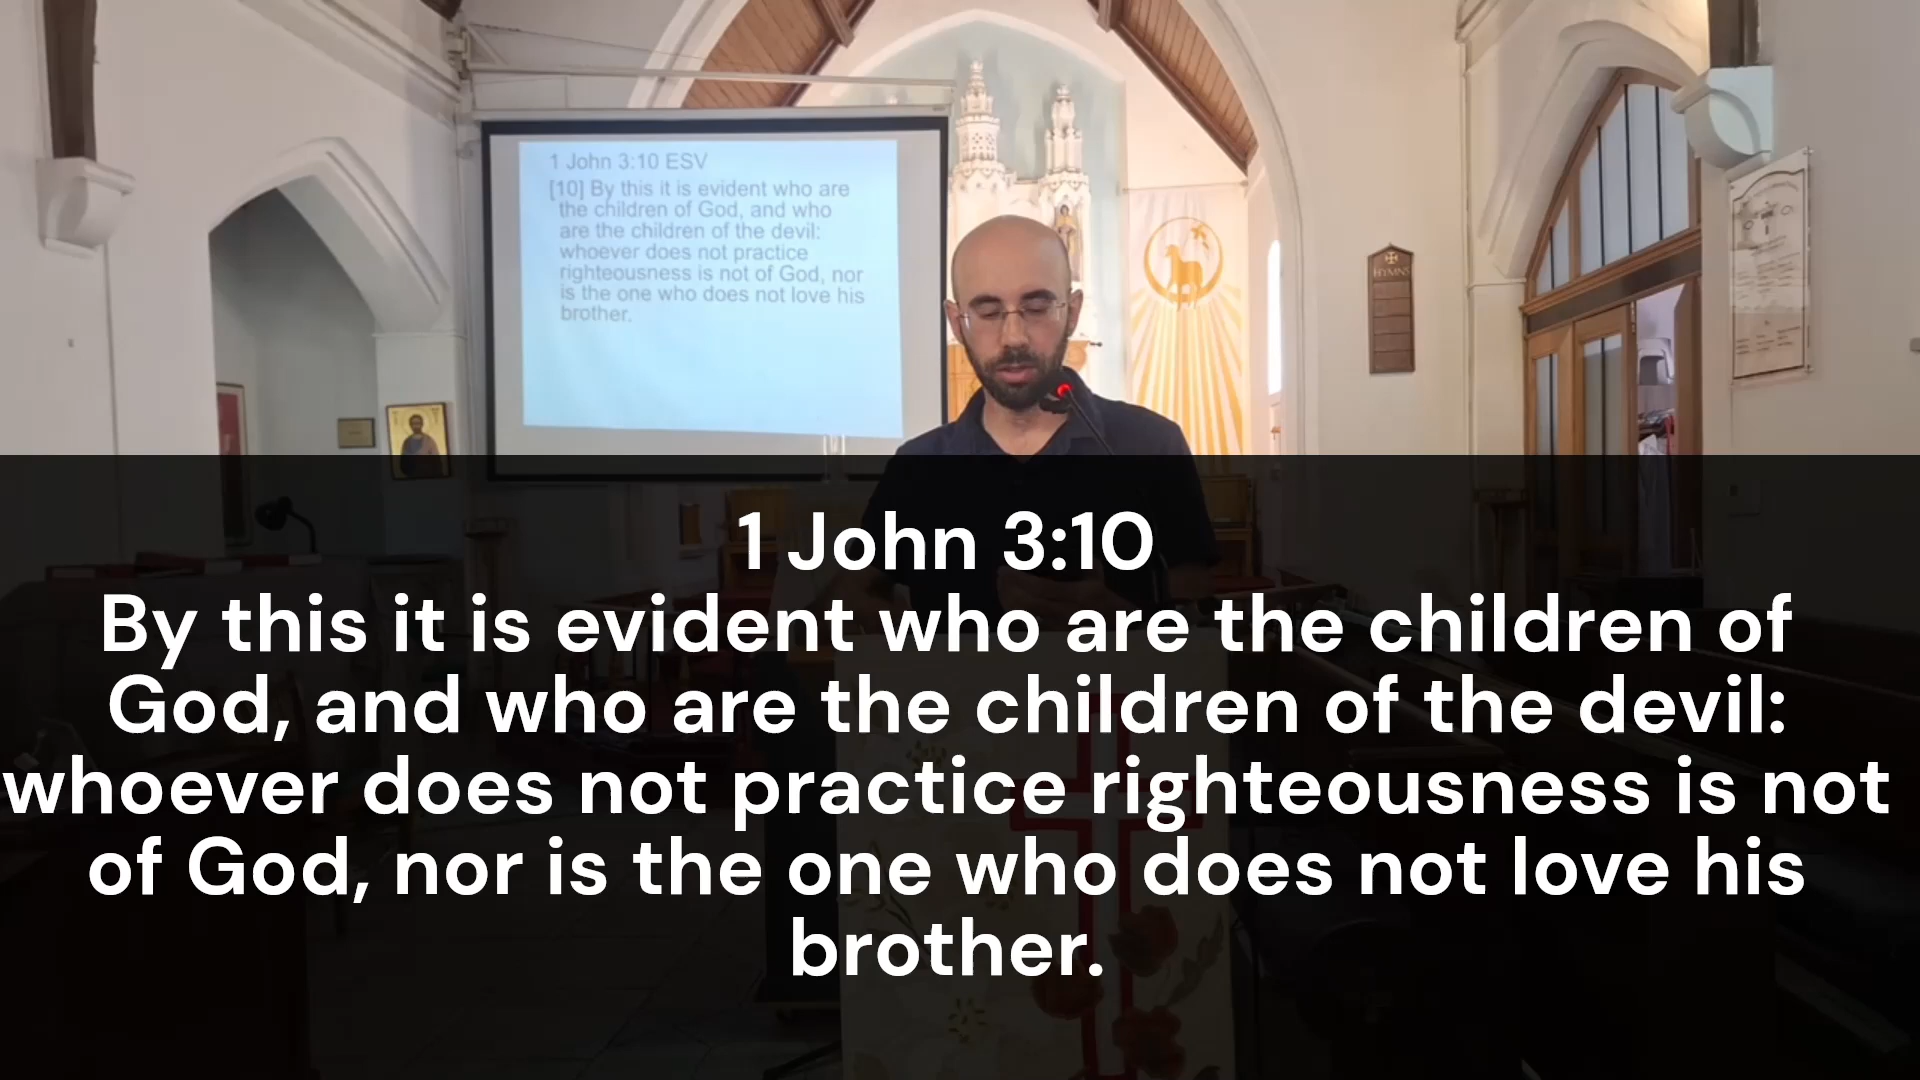 1 John 3:10 ESV
[10] By this it is evident who are
the children of God, and who
are the children of the devil:
whoever does not practice
righteousness is not of God, nor
is the one who does not love his
brother.
HYMNS
1 John 3:10
By this it is evident who are the children of
God, and who are the children of the devil:
whoever does not practice righteousness is not
of God, nor is the one who does not love his
brother.